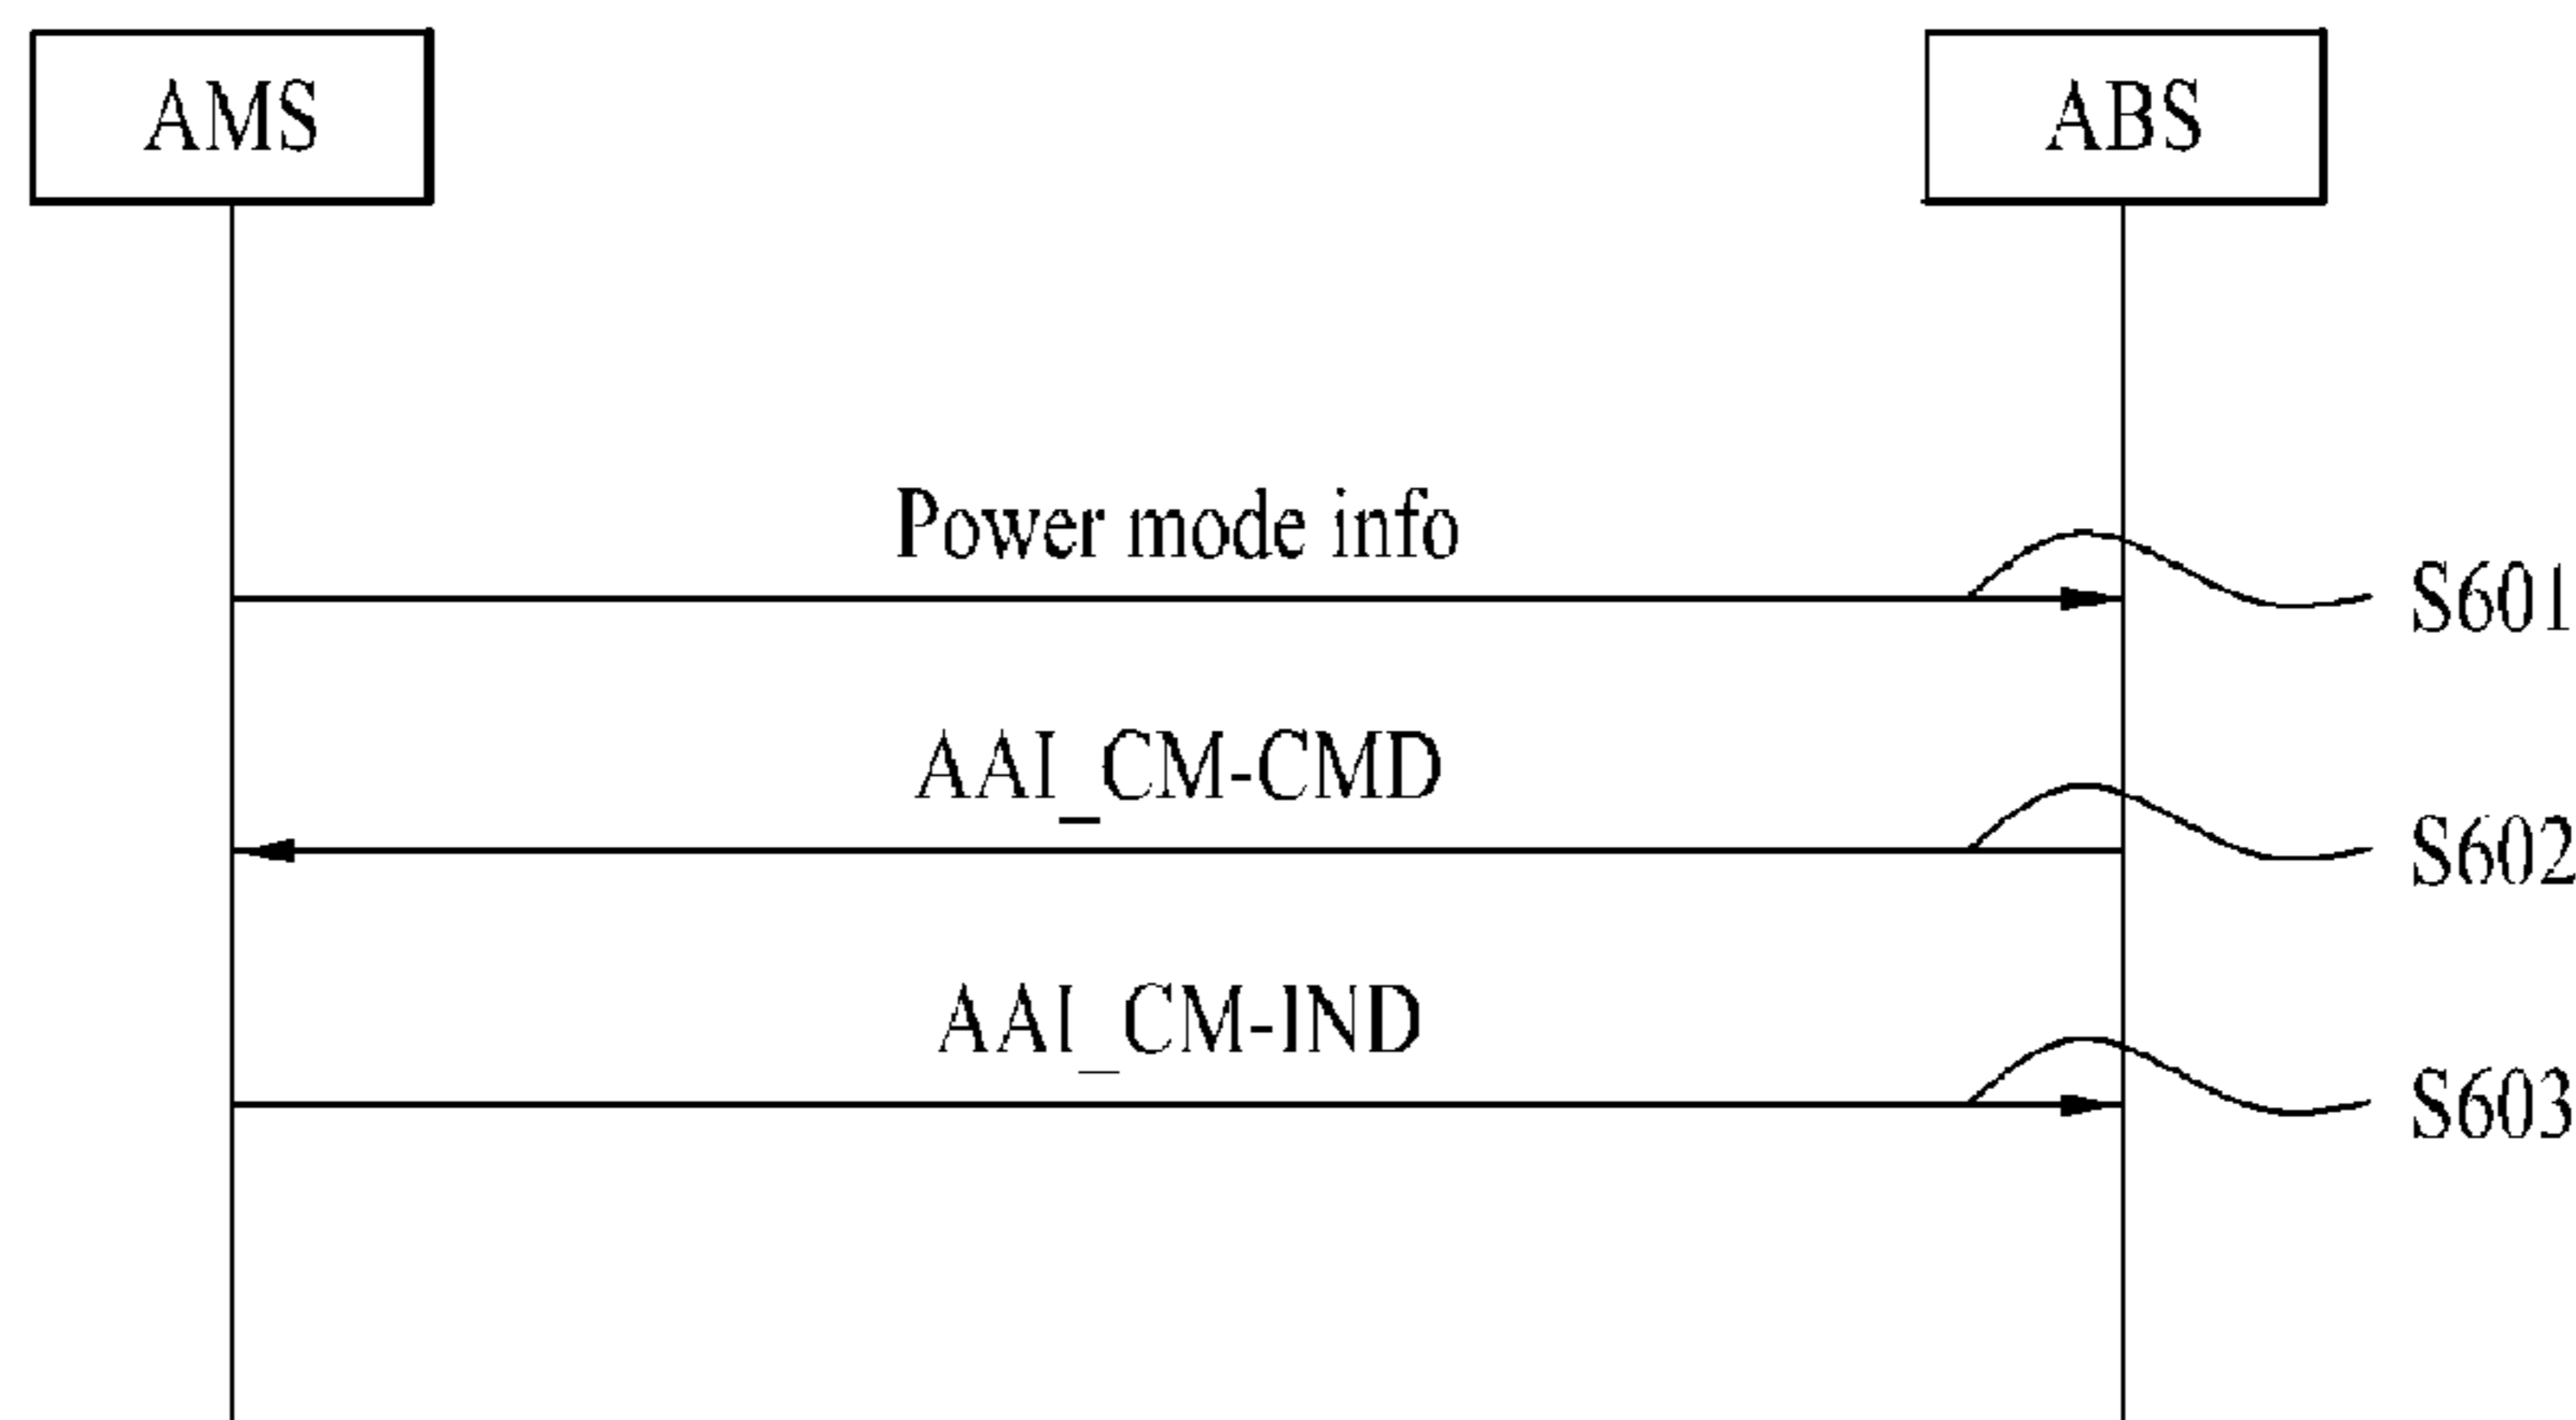 AMS
ABS
Power mode info
S601
AAI_CM-CMD
S602
AAI_CM-IND
S603